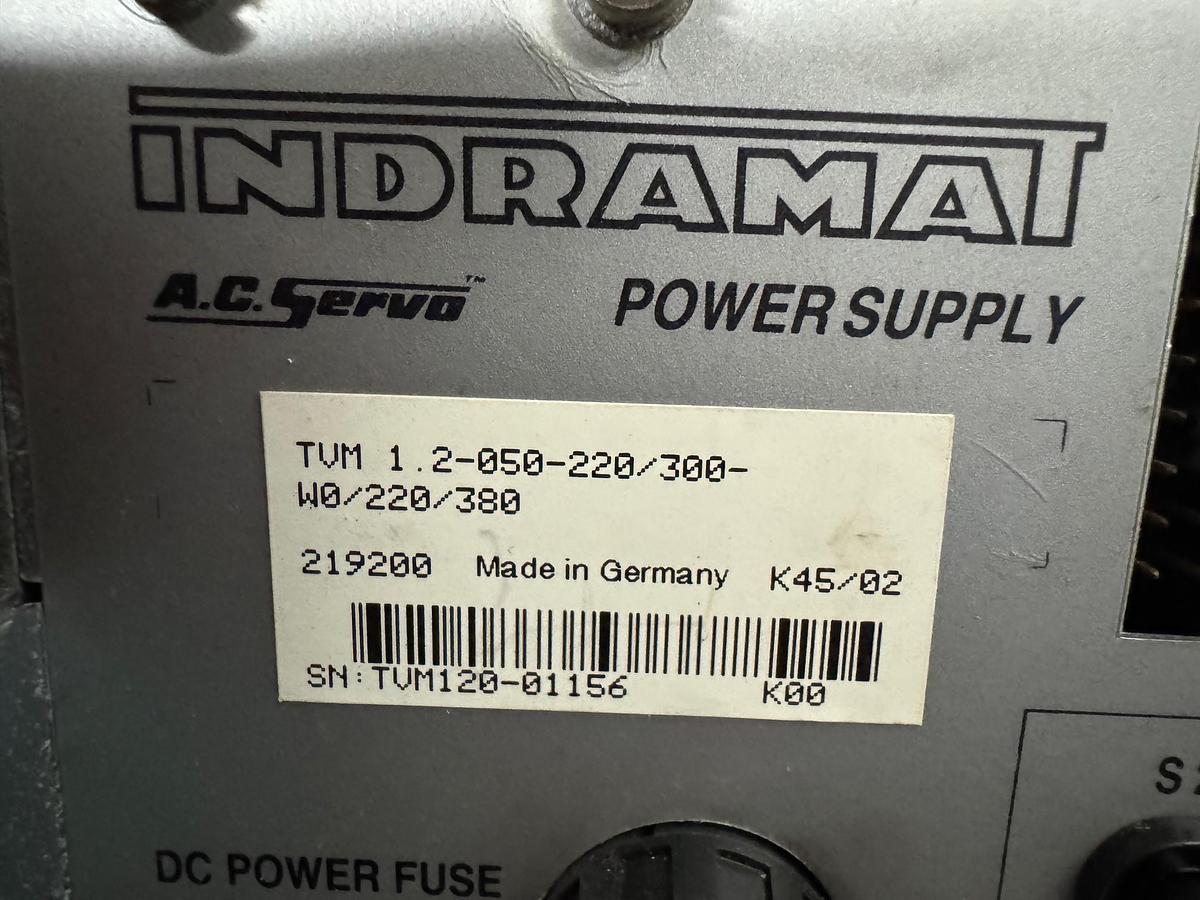 INDRAMAT
A.C. Servo™ POWER SUPPLY
TVM 1.2-050-220/300-
W0/220/380
219200 Made in Germany K45/02
SN:TVM120-01156 K00
DC POWER FUSE